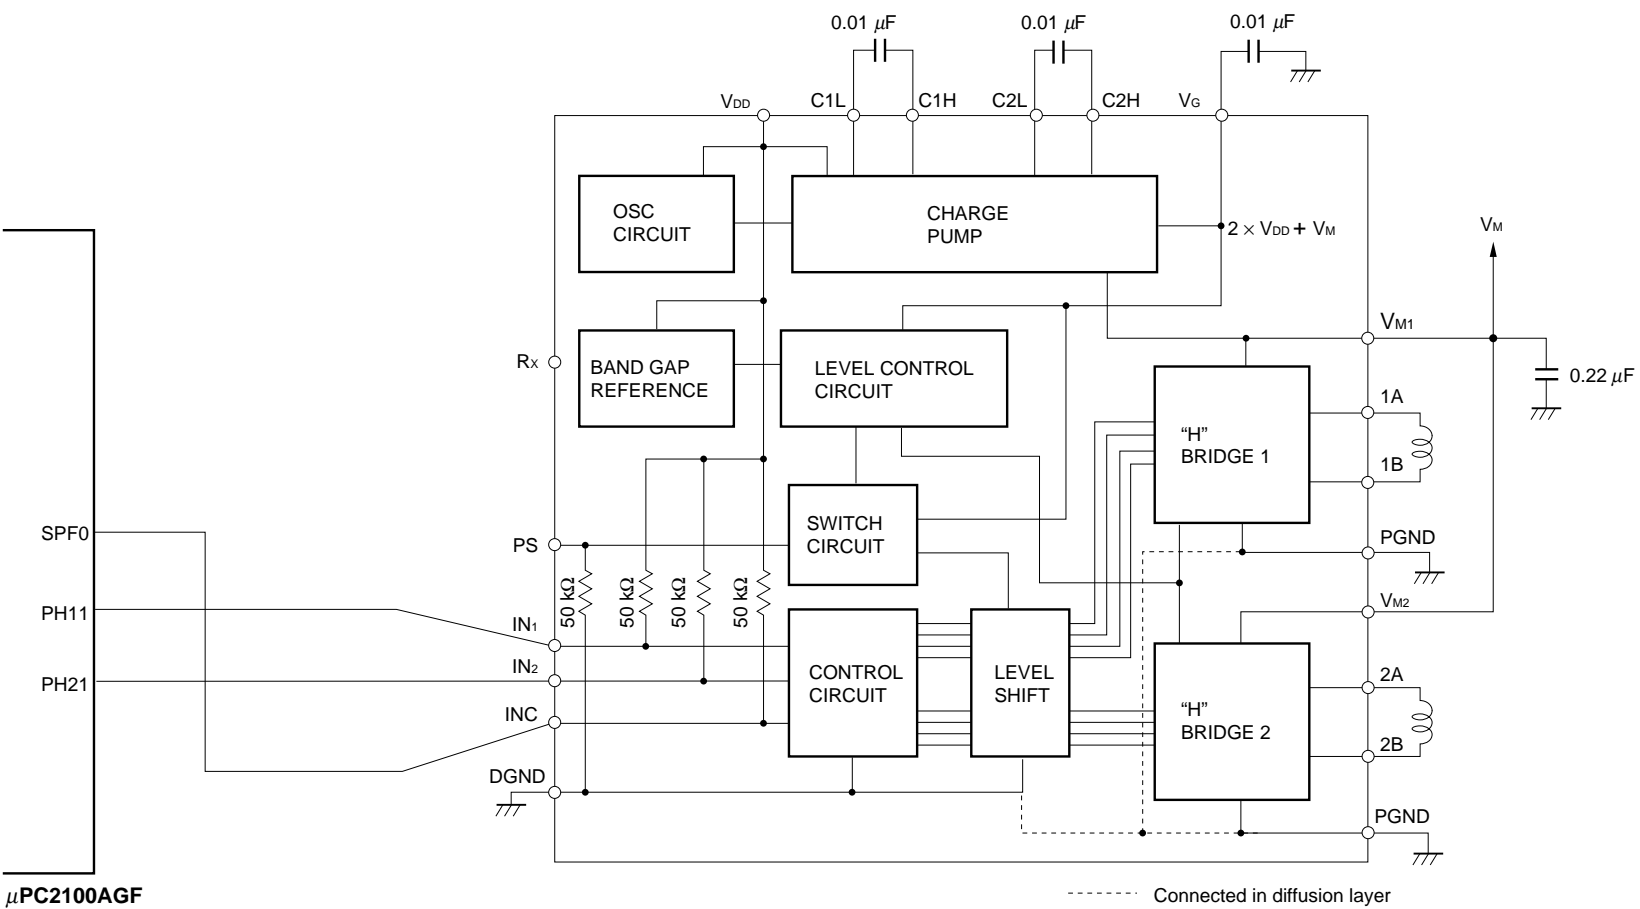 0.01 μF
0.01 μF
0.01 μF
VDD
C1L
C1H
C2L
C2H
VG
OSC
CIRCUIT
CHARGE
PUMP
2 × VDD + VM
VM
VM1
RX
BAND GAP
REFERENCE
LEVEL CONTROL
CIRCUIT
0.22 μF
1A
“H”
BRIDGE 1
1B
SPF0
PS
SWITCH
CIRCUIT
PGND
50 kΩ
50 kΩ
50 kΩ
50 kΩ
VM2
PH11
IN1
IN2
PH21
CONTROL
CIRCUIT
LEVEL
SHIFT
2A
“H”
BRIDGE 2
INC
2B
DGND
PGND
μPC2100AGF
Connected in diffusion layer